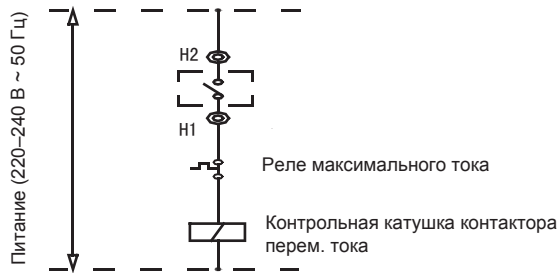 Питание (220–240 В ~ 50 Гц)
H2
H1
Реле максимального тока
Контрольная катушка контактора
перем. тока